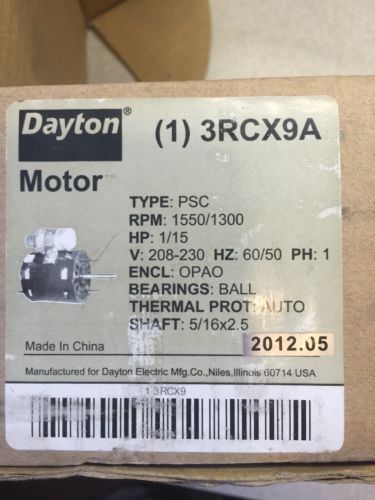 Dayton®
(1) 3RCX9A
Motor
TYPE: PSC
RPM: 1550/1300
HP: 1/15
V: 208-230 HZ: 60/50 PH: 1
ENCL: OPAO
BEARINGS: BALL
THERMAL PROT: AUTO
SHAFT: 5/16x2.5
Made In China
2012.05
Manufactured for Dayton Electric Mfg.Co.,Niles,Illinois 60714 USA
1 3RCX9